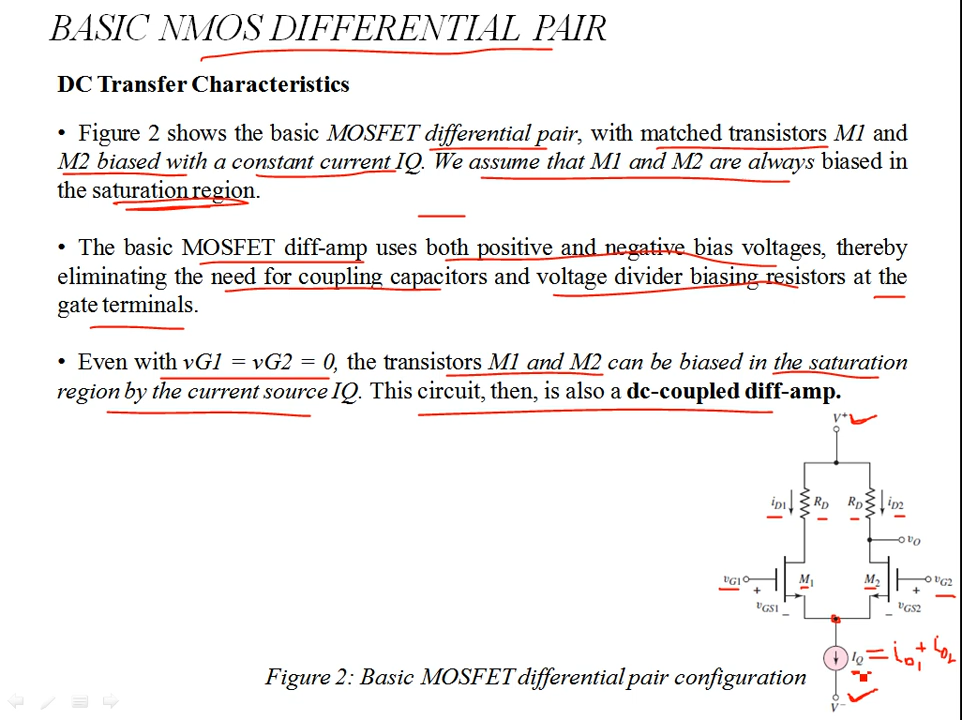 BASIC NMOS DIFFERENTIAL PAIR
DC Transfer Characteristics
• Figure 2 shows the basic MOSFET differential pair, with matched transistors M1 and
M2 biased with a constant current IQ. We assume that M1 and M2 are always biased in
the saturation region.
• The basic MOSFET diff-amp uses both positive and negative bias voltages, thereby
eliminating the need for coupling capacitors and voltage divider biasing resistors at the
gate terminals.
• Even with vG1 = vG2 = 0, the transistors M1 and M2 can be biased in the saturation
region by the current source IQ. This circuit, then, is also a dc-coupled diff-amp.
V+
iD1 RD RD iD2
vO
vG1 M1 M2 vG2
+ +
vGS1 − − vGS2
IQ = iD1 + iD2
V−
Figure 2: Basic MOSFET differential pair configuration